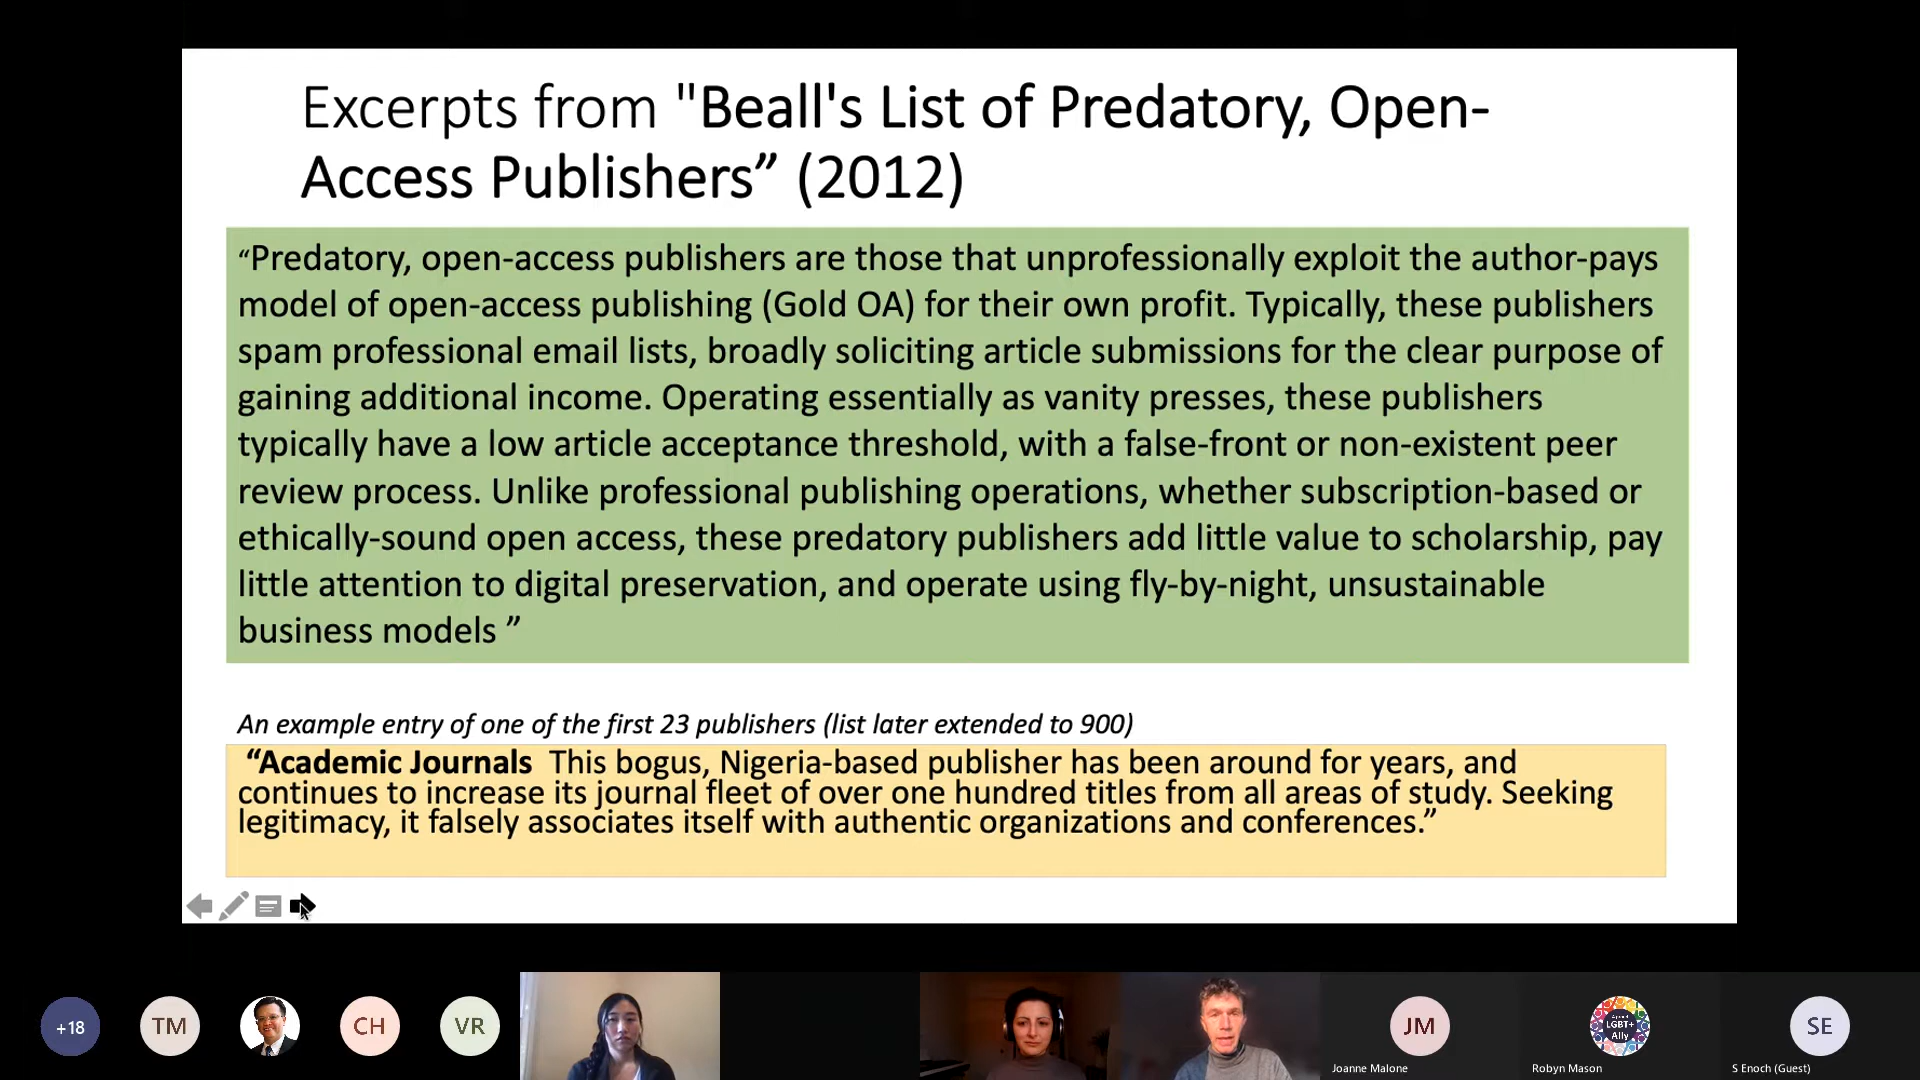 Excerpts from "Beall's List of Predatory, Open-
Access Publishers” (2012)
“Predatory, open-access publishers are those that unprofessionally exploit the author-pays
model of open-access publishing (Gold OA) for their own profit. Typically, these publishers
spam professional email lists, broadly soliciting article submissions for the clear purpose of
gaining additional income. Operating essentially as vanity presses, these publishers
typically have a low article acceptance threshold, with a false-front or non-existent peer
review process. Unlike professional publishing operations, whether subscription-based or
ethically-sound open access, these predatory publishers add little value to scholarship, pay
little attention to digital preservation, and operate using fly-by-night, unsustainable
business models ”
An example entry of one of the first 23 publishers (list later extended to 900)
“Academic Journals This bogus, Nigeria-based publisher has been around for years, and
continues to increase its journal fleet of over one hundred titles from all areas of study. Seeking
legitimacy, it falsely associates itself with authentic organizations and conferences.”
+18
TM
CH
VR
JM
LGBT+
Ally
SE
Joanne Malone
Robyn Mason
S Enoch (Guest)